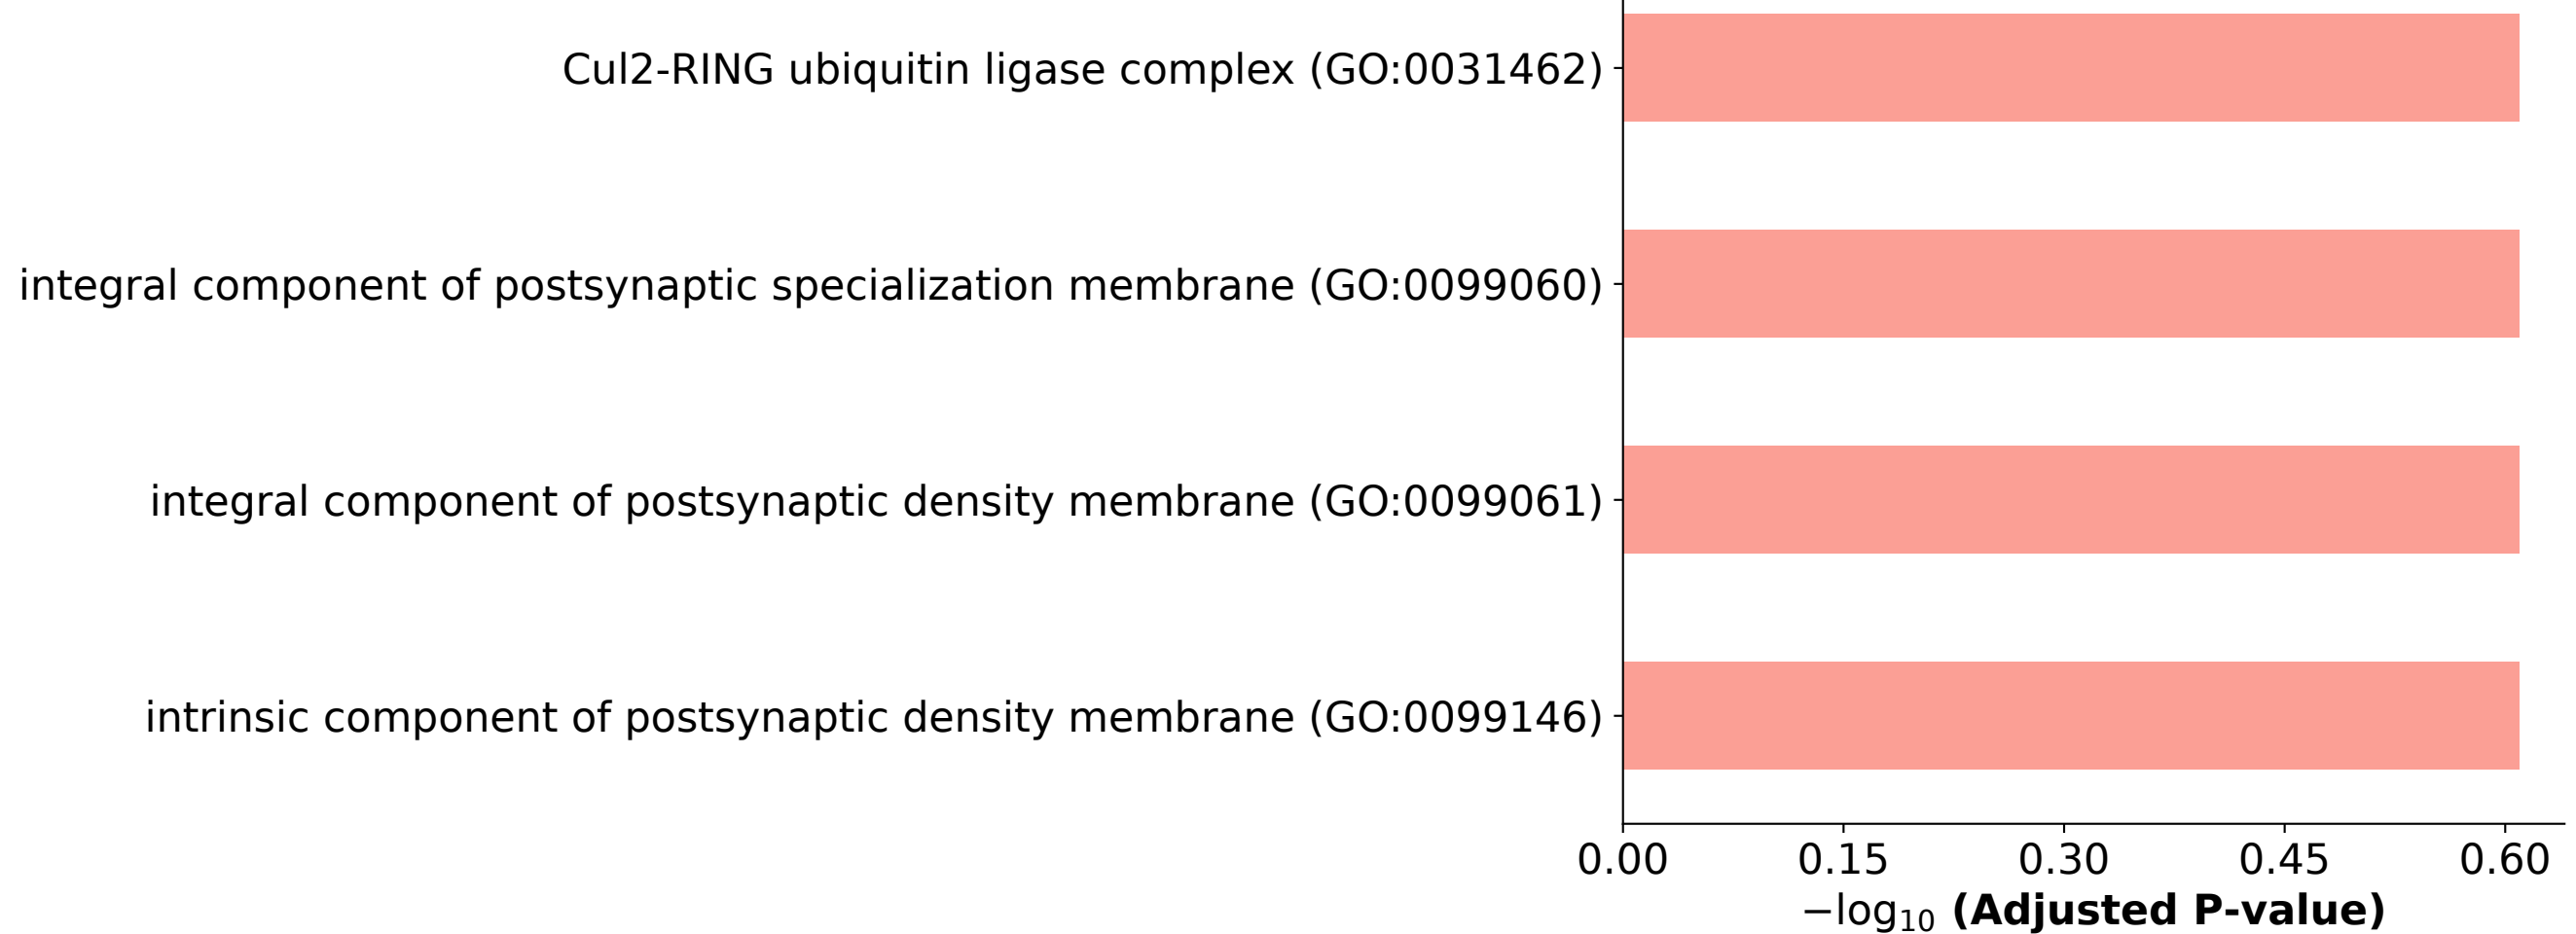 Cul2-RING ubiquitin ligase complex (GO:0031462)
integral component of postsynaptic specialization membrane (GO:0099060)
integral component of postsynaptic density membrane (GO:0099061)
intrinsic component of postsynaptic density membrane (GO:0099146)
0.00 0.15 0.30 0.45 0.60
−log₁₀ (Adjusted P-value)